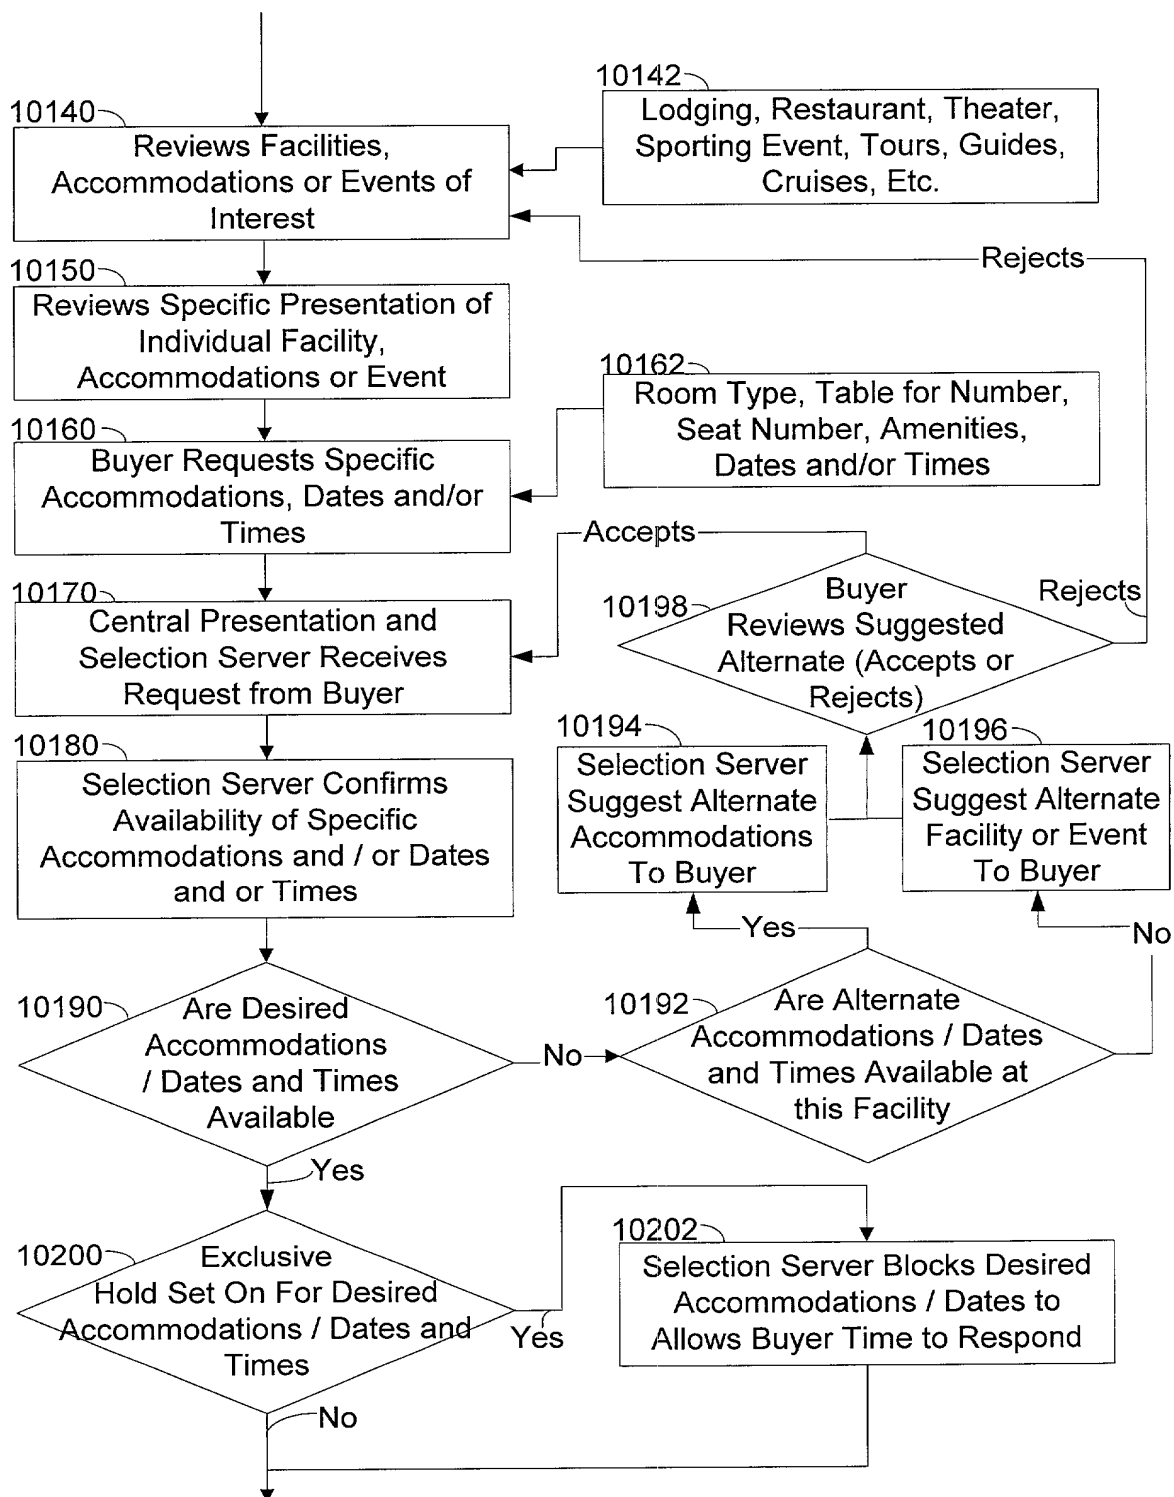 10140
Reviews Facilities,
Accommodations or Events of
Interest
10142
Lodging, Restaurant, Theater,
Sporting Event, Tours, Guides,
Cruises, Etc.
Rejects
10150
Reviews Specific Presentation of
Individual Facility,
Accommodations or Event
10160
Buyer Requests Specific
Accommodations, Dates and/or
Times
10162
Room Type, Table for Number,
Seat Number, Amenities,
Dates and/or Times
Accepts
10170
Central Presentation and
Selection Server Receives
Request from Buyer
10198
Buyer
Reviews Suggested
Alternate (Accepts or
Rejects)
Rejects
10180
Selection Server Confirms
Availability of Specific
Accommodations and / or Dates
and or Times
10194
Selection Server
Suggest Alternate
Accommodations
To Buyer
10196
Selection Server
Suggest Alternate
Facility or Event
To Buyer
Yes
No
10190
Are Desired
Accommodations
/ Dates and Times
Available
No
10192
Are Alternate
Accommodations / Dates
and Times Available at
this Facility
Yes
10200
Exclusive
Hold Set On For Desired
Accommodations / Dates and
Times
Yes
10202
Selection Server Blocks Desired
Accommodations / Dates to
Allows Buyer Time to Respond
No